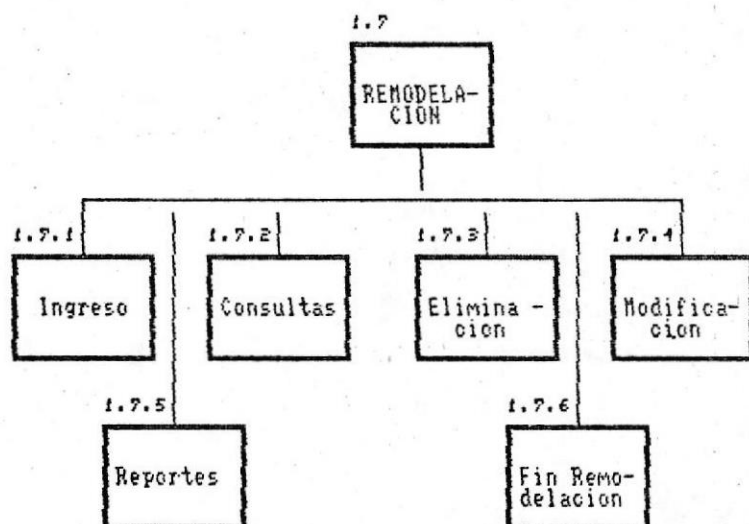 1.7
REMODELA-
CION
1.7.1
1.7.2
1.7.3
1.7.4
Ingreso
Consultas
Elimina -
cion
Modifica-
cion
1.7.5
1.7.6
Reportes
Fin Remo-
delacion